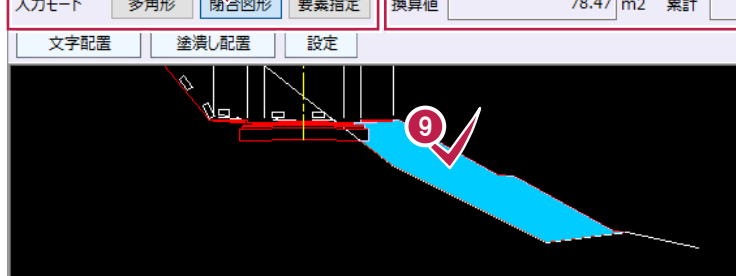 入力モード 多角形 閉合図形 要素指定 換算値 78.47 m2 累計
文字配置 塗潰し配置 設定
9